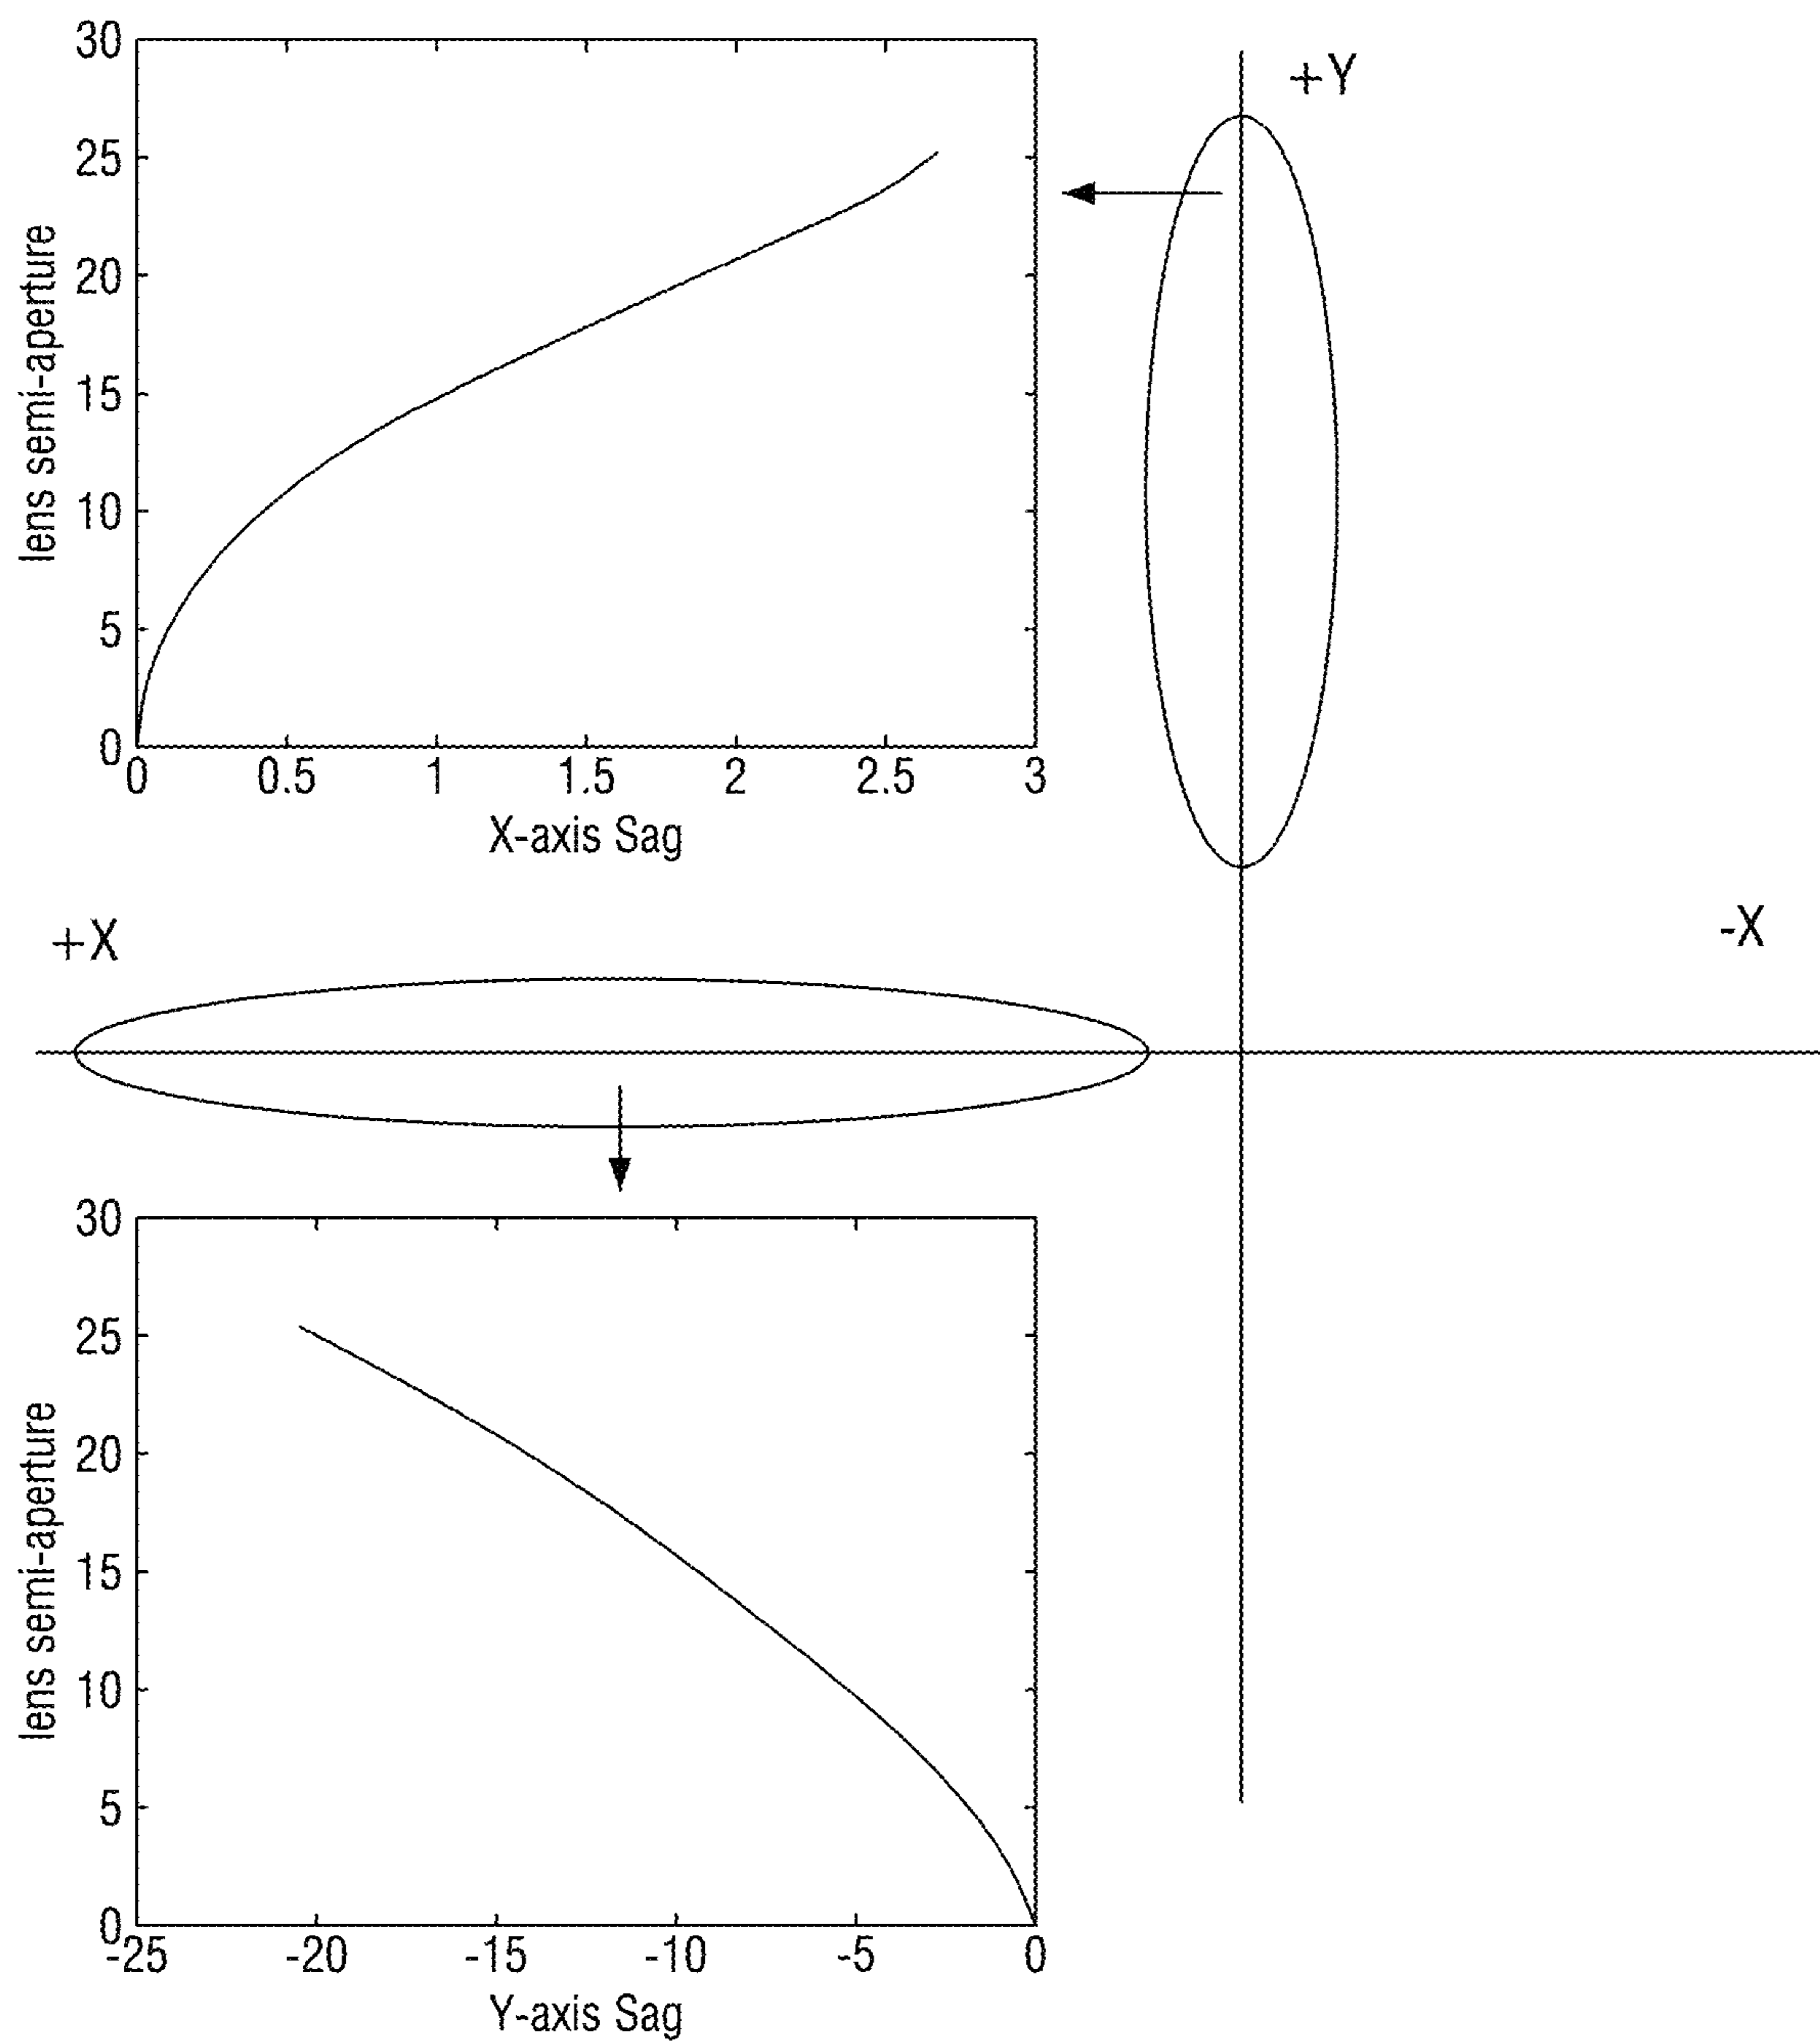 30
25
20
15
10
5
0
lens semi-aperture
0 0.5 1 1.5 2 2.5 3
X-axis Sag
+Y
+X
-X
30
25
20
15
10
5
0
lens semi-aperture
-25 -20 -15 -10 -5 0
Y-axis Sag